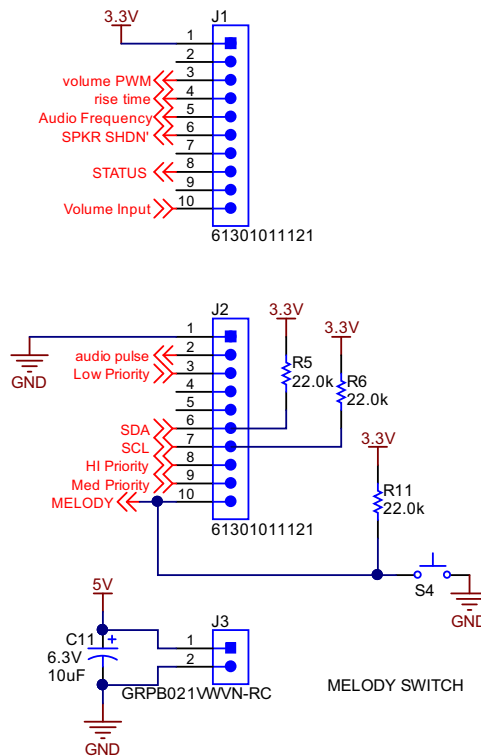 J1
3.3V
1
2
volume PWM 3
rise time 4
Audio Frequency 5
SPKR SHDN' 6
7
STATUS 8
9
Volume Input 10
61301011121
J2
3.3V
3.3V
1
GND
audio pulse 2
Low Priority 3
R5
22.0k
R6
22.0k
4
5
SDA 6
SCL 7
HI Priority 8
Med Priority 9
MELODY 10
61301011121
3.3V
R11
22.0k
S4
GND
5V
J3
C11 +
6.3V
10uF
1
2
GRPB021VWVN-RC
MELODY SWITCH
GND